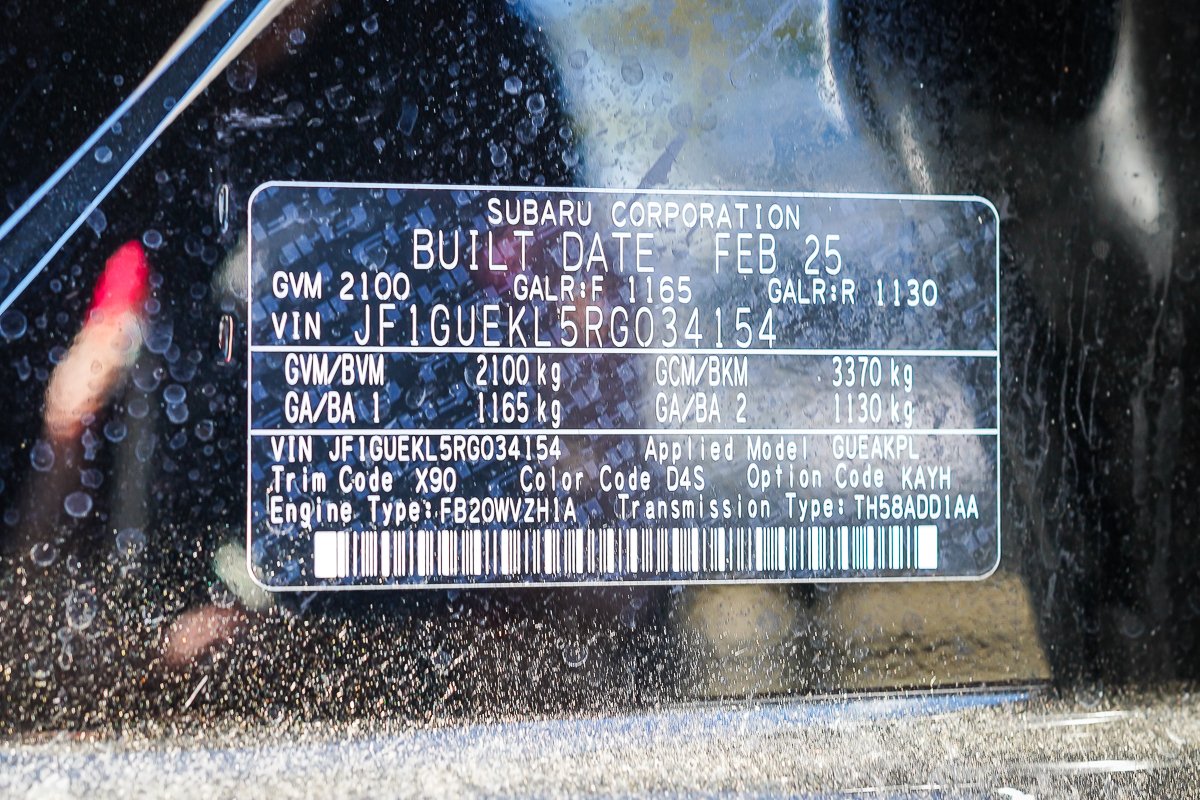 SUBARU CORPORATION
BUILT DATE FEB 25
GVM 2100 GALR:F 1165 GALR:R 1130
VIN JF1GUEKL5RG034154
GVM/BVM 2100 kg GCM/BKM 3370 kg
GA/BA 1 1165 kg GA/BA 2 1130 kg
VIN JF1GUEKL5RG034154 Applied Model GUEAKPL
Trim Code X90 Color Code D4S Option Code KAYH
Engine Type:FB20WVZH1A Transmission Type:TH58ADD1AA